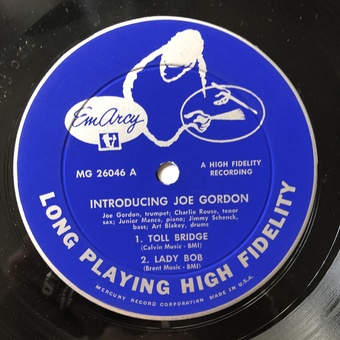 EmArcy
MG 26046 A
A HIGH FIDELITY
RECORDING
INTRODUCING JOE GORDON
Joe Gordon, trumpet; Charlie Rouse, tenor
sax; Junior Mance, piano; Jimmy Schenck,
bass; Art Blakey, drums
1. TOLL BRIDGE
(Calvin Music - BMI)
2. LADY BOB
(Brent Music - BMI)
LONG PLAYING HIGH FIDELITY
MERCURY RECORD CORPORATION MADE IN U.S.A.